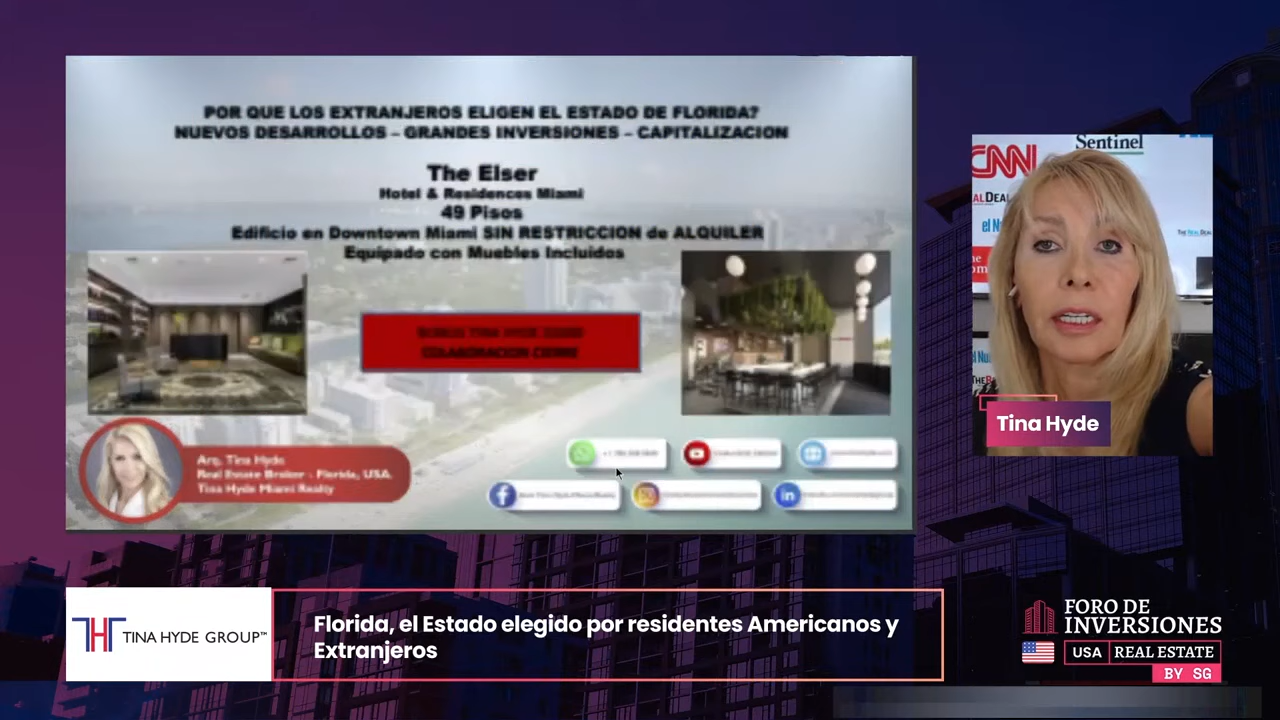 POR QUE LOS EXTRANJEROS ELIGEN EL ESTADO DE FLORIDA?
NUEVOS DESARROLLOS – GRANDES INVERSIONES – CAPITALIZACION
The Elser
Hotel & Residences Miami
49 Pisos
Edificio en Downtown Miami SIN RESTRICCION de ALQUILER
Equipado con Muebles Incluidos
Arq. Tina Hyde
Real Estate Broker - Florida, USA.
Tina Hyde Miami Realty
Sentinel
CNN
Tina Hyde
TINA HYDE GROUP™
Florida, el Estado elegido por residentes Americanos y
Extranjeros
FORO DE
INVERSIONES
USA REAL ESTATE
BY SG